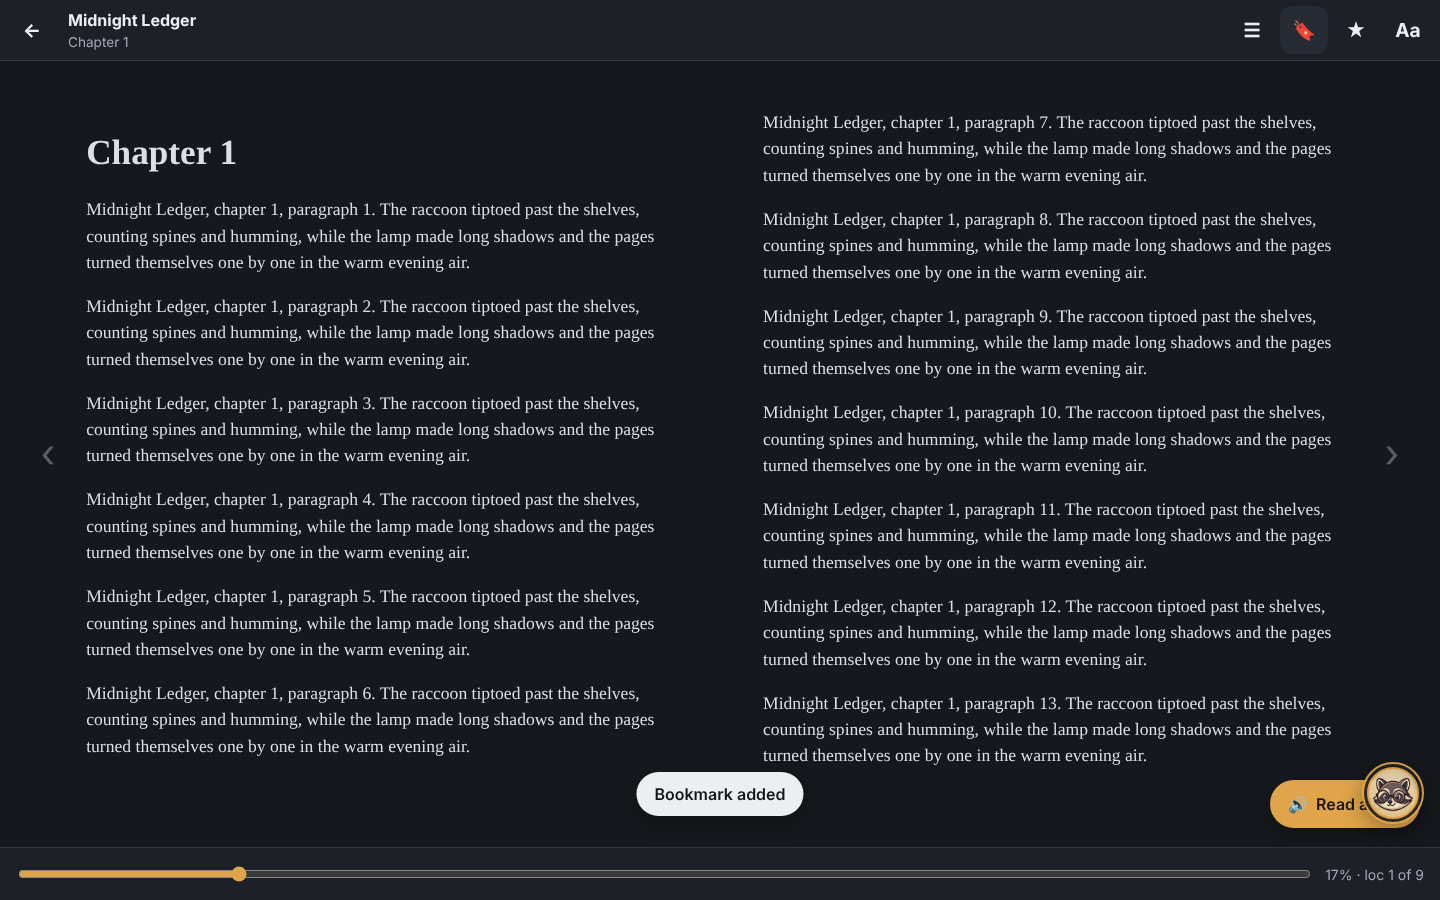 Midnight Ledger
Chapter 1
Aa
Chapter 1
Midnight Ledger, chapter 1, paragraph 1. The raccoon tiptoed past the shelves,
counting spines and humming, while the lamp made long shadows and the pages
turned themselves one by one in the warm evening air.
Midnight Ledger, chapter 1, paragraph 2. The raccoon tiptoed past the shelves,
counting spines and humming, while the lamp made long shadows and the pages
turned themselves one by one in the warm evening air.
Midnight Ledger, chapter 1, paragraph 3. The raccoon tiptoed past the shelves,
counting spines and humming, while the lamp made long shadows and the pages
turned themselves one by one in the warm evening air.
Midnight Ledger, chapter 1, paragraph 4. The raccoon tiptoed past the shelves,
counting spines and humming, while the lamp made long shadows and the pages
turned themselves one by one in the warm evening air.
Midnight Ledger, chapter 1, paragraph 5. The raccoon tiptoed past the shelves,
counting spines and humming, while the lamp made long shadows and the pages
turned themselves one by one in the warm evening air.
Midnight Ledger, chapter 1, paragraph 6. The raccoon tiptoed past the shelves,
counting spines and humming, while the lamp made long shadows and the pages
turned themselves one by one in the warm evening air.
Midnight Ledger, chapter 1, paragraph 7. The raccoon tiptoed past the shelves,
counting spines and humming, while the lamp made long shadows and the pages
turned themselves one by one in the warm evening air.
Midnight Ledger, chapter 1, paragraph 8. The raccoon tiptoed past the shelves,
counting spines and humming, while the lamp made long shadows and the pages
turned themselves one by one in the warm evening air.
Midnight Ledger, chapter 1, paragraph 9. The raccoon tiptoed past the shelves,
counting spines and humming, while the lamp made long shadows and the pages
turned themselves one by one in the warm evening air.
Midnight Ledger, chapter 1, paragraph 10. The raccoon tiptoed past the shelves,
counting spines and humming, while the lamp made long shadows and the pages
turned themselves one by one in the warm evening air.
Midnight Ledger, chapter 1, paragraph 11. The raccoon tiptoed past the shelves,
counting spines and humming, while the lamp made long shadows and the pages
turned themselves one by one in the warm evening air.
Midnight Ledger, chapter 1, paragraph 12. The raccoon tiptoed past the shelves,
counting spines and humming, while the lamp made long shadows and the pages
turned themselves one by one in the warm evening air.
Midnight Ledger, chapter 1, paragraph 13. The raccoon tiptoed past the shelves,
counting spines and humming, while the lamp made long shadows and the pages
turned themselves one by one in the warm evening air.
Bookmark added
Read
17% · loc 1 of 9